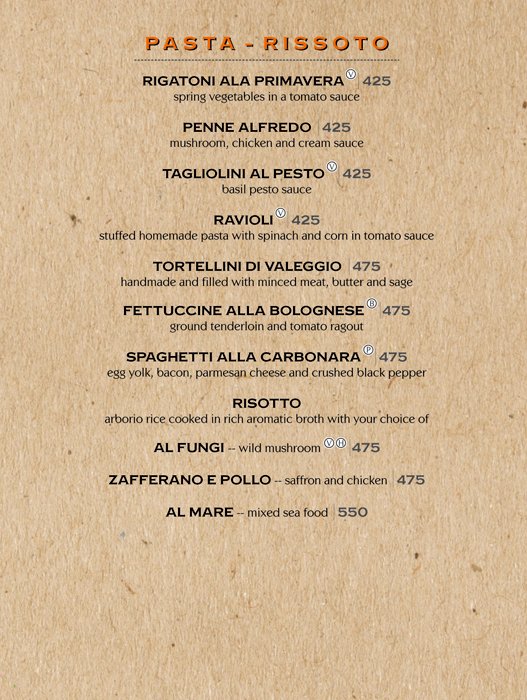 PASTA - RISSOTO
RIGATONI ALA PRIMAVERA Ⓥ 425
spring vegetables in a tomato sauce
PENNE ALFREDO | 425
mushroom, chicken and cream sauce
TAGLIOLINI AL PESTO Ⓥ 425
basil pesto sauce
RAVIOLI Ⓥ 425
stuffed homemade pasta with spinach and corn in tomato sauce
TORTELLINI DI VALEGGIO | 475
handmade and filled with minced meat, butter and sage
FETTUCCINE ALLA BOLOGNESE Ⓑ 475
ground tenderloin and tomato ragout
SPAGHETTI ALLA CARBONARA Ⓟ 475
egg yolk, bacon, parmesan cheese and crushed black pepper
RISOTTO
arborio rice cooked in rich aromatic broth with your choice of
AL FUNGI -- wild mushroom ⓋⒽ 475
ZAFFERANO E POLLO -- saffron and chicken | 475
AL MARE -- mixed sea food | 550